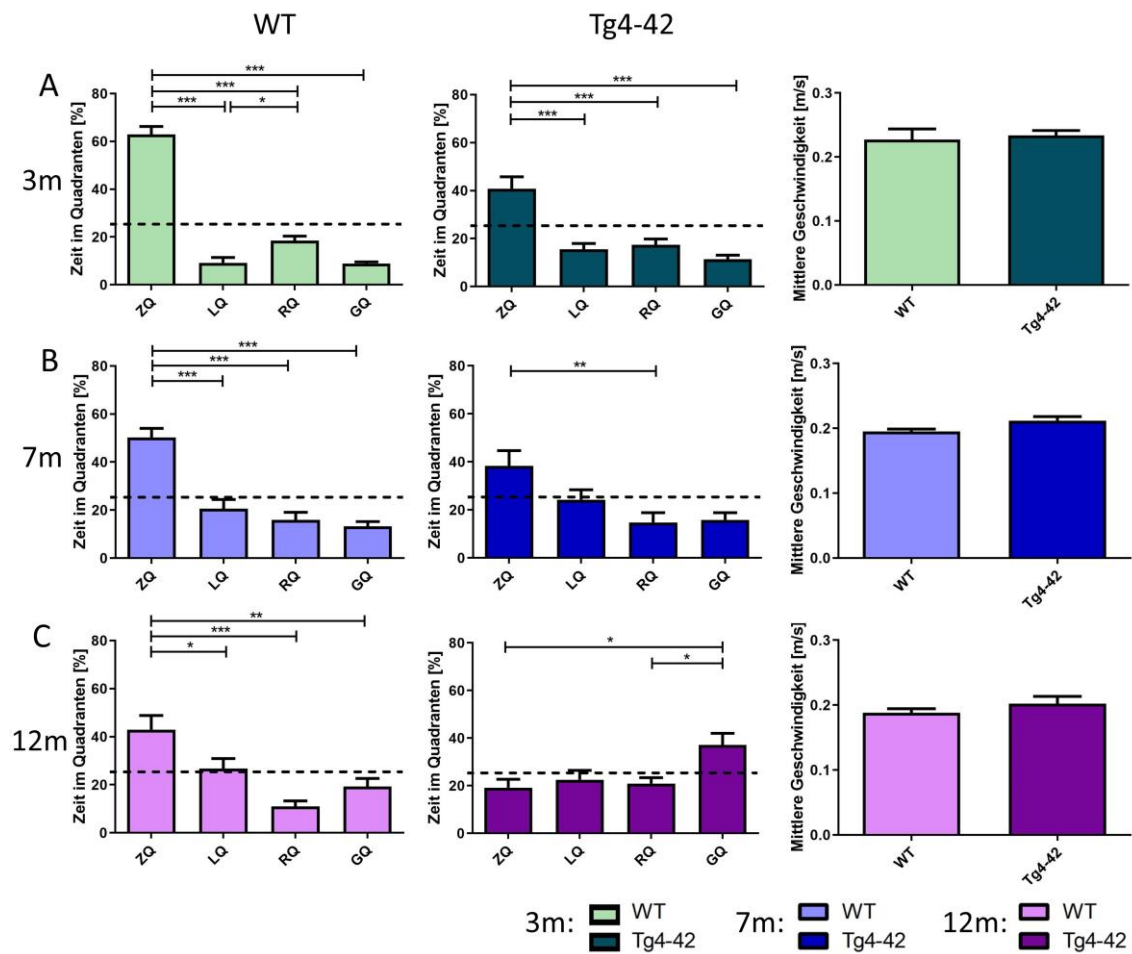 WT
Tg4-42
A
3m
Zeit im Quadranten [%]
80
60
40
20
0
***
***
***
*
ZQ
LQ
RQ
GQ
Zeit im Quadranten [%]
80
60
40
20
0
***
***
***
ZQ
LQ
RQ
GQ
Mittlere Geschwindigkeit [m/s]
0.3
0.2
0.1
0.0
WT
Tg4-42
B
7m
Zeit im Quadranten [%]
80
60
40
20
0
***
***
***
ZQ
LQ
RQ
GQ
Zeit im Quadranten [%]
80
60
40
20
0
**
ZQ
LQ
RQ
GQ
Mittlere Geschwindigkeit [m/s]
0.3
0.2
0.1
0.0
WT
Tg4-42
C
12m
Zeit im Quadranten [%]
80
60
40
20
0
**
***
*
ZQ
LQ
RQ
GQ
Zeit im Quadranten [%]
80
60
40
20
0
*
*
ZQ
LQ
RQ
GQ
Mittlere Geschwindigkeit [m/s]
0.3
0.2
0.1
0.0
WT
Tg4-42
3m: WT
Tg4-42
7m: WT
Tg4-42
12m: WT
Tg4-42